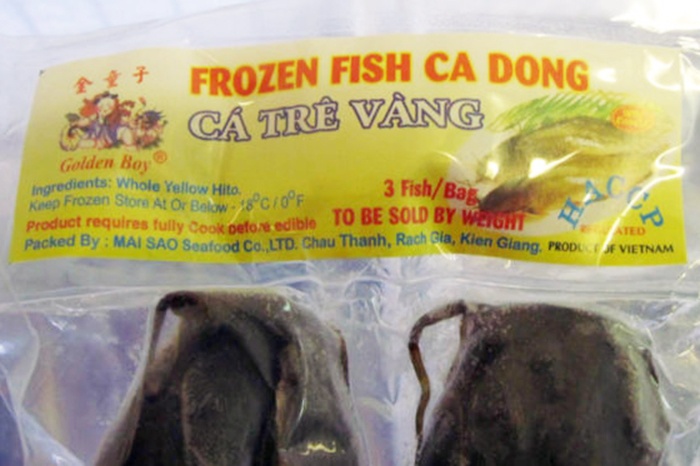 金童子
FROZEN FISH CA DONG
CÁ TRÊ VÀNG
Golden Boy®
Ingredients: Whole Yellow Hito.
Keep Frozen Store At Or Below - 18°C / 0°F
3 Fish/Bag
Product requires fully Cook before edible
TO BE SOLD BY WEIGHT
HACCP
Packed By : MAI SAO Seafood Co.,LTD. Chau Thanh, Rach Gia, Kien Giang.
PRODUCT OF VIETNAM